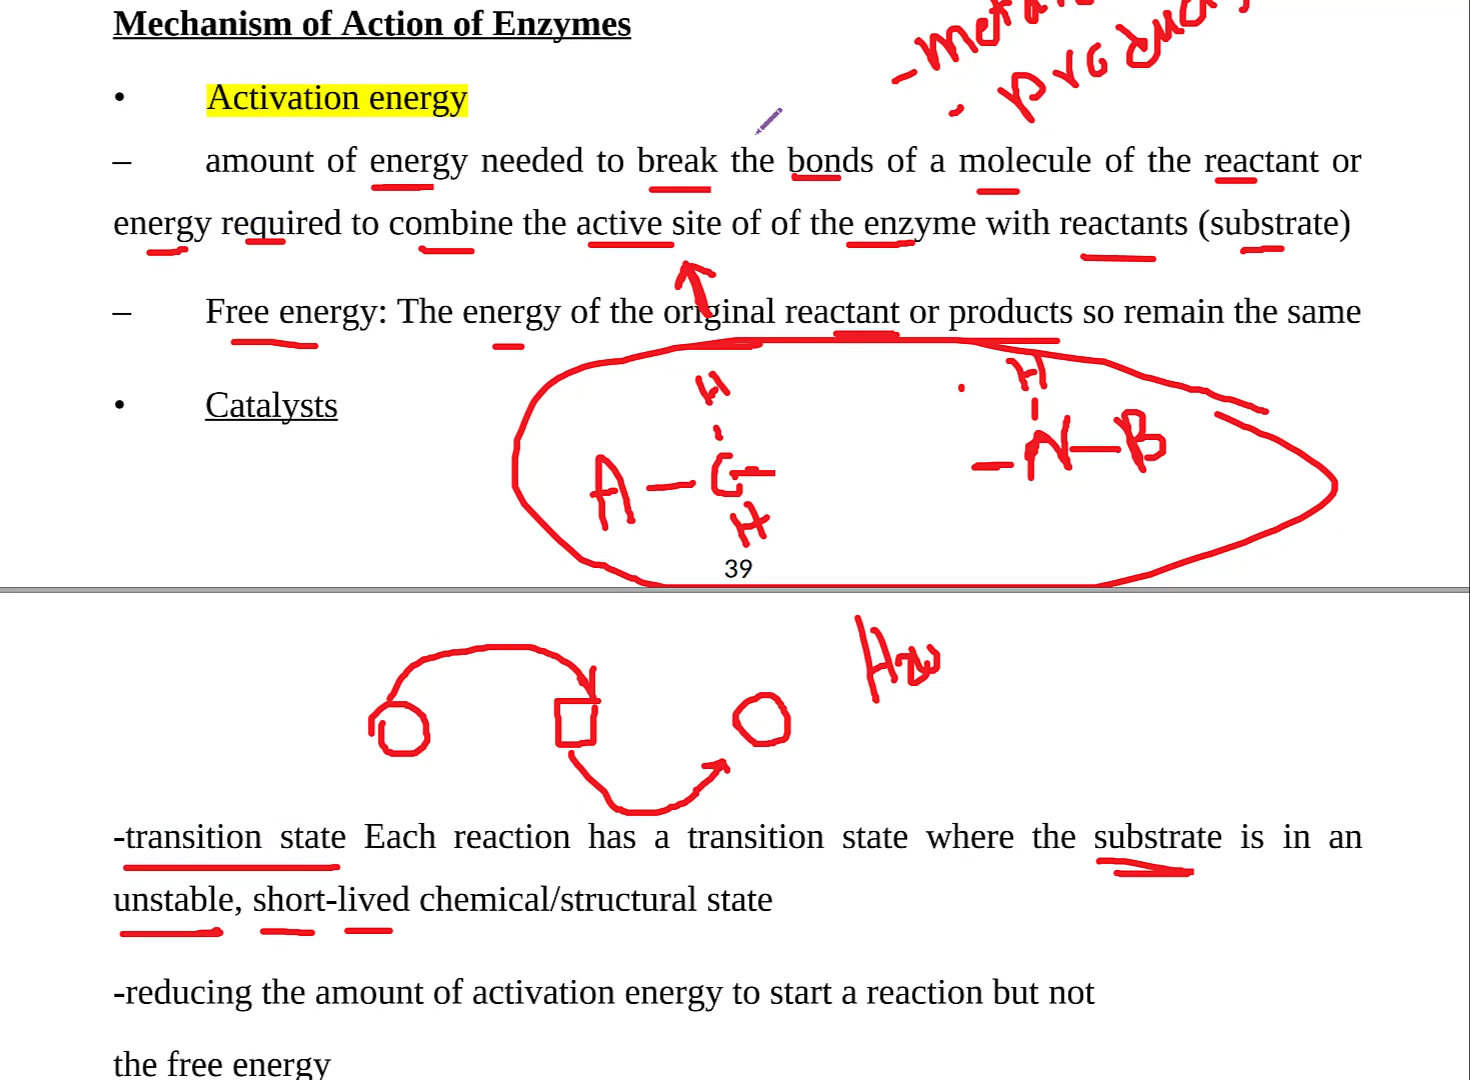 Mechanism of Action of Enzymes
-
- produc
• Activation energy
– amount of energy needed to break the bonds of a molecule of the reactant or
energy required to combine the active site of of the enzyme with reactants (substrate)
– Free energy: The energy of the original reactant or products so remain the same
• Catalysts
H H
A – C – – N – B
H
39
-transition state Each reaction has a transition state where the substrate is in an
unstable, short-lived chemical/structural state
-reducing the amount of activation energy to start a reaction but not
the free energy